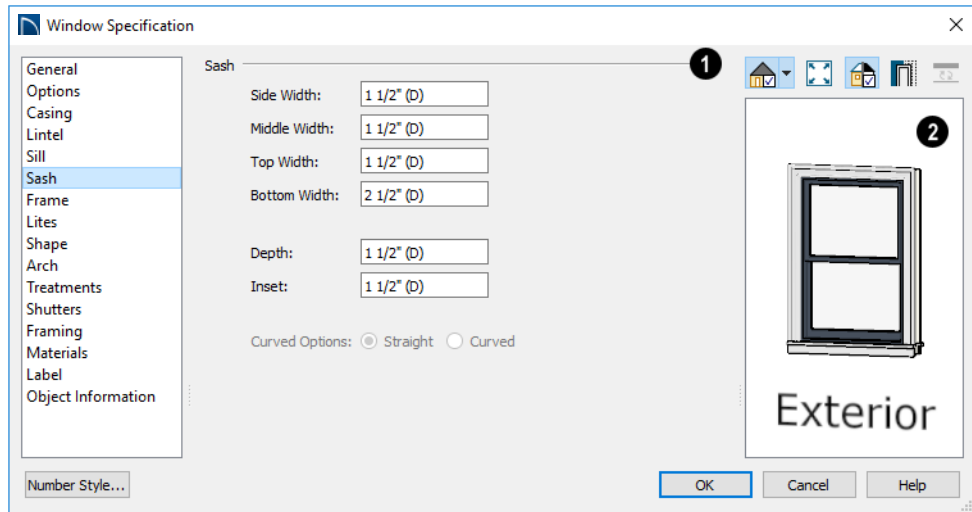 Window Specification
General
Options
Casing
Lintel
Sill
Sash
Frame
Lites
Shape
Arch
Treatments
Shutters
Framing
Materials
Label
Object Information
Sash
1
Side Width: 1 1/2" (D)
Middle Width: 1 1/2" (D)
Top Width: 1 1/2" (D)
Bottom Width: 2 1/2" (D)
Depth: 1 1/2" (D)
Inset: 1 1/2" (D)
Curved Options: Straight Curved
2
Exterior
Number Style...
OK Cancel Help